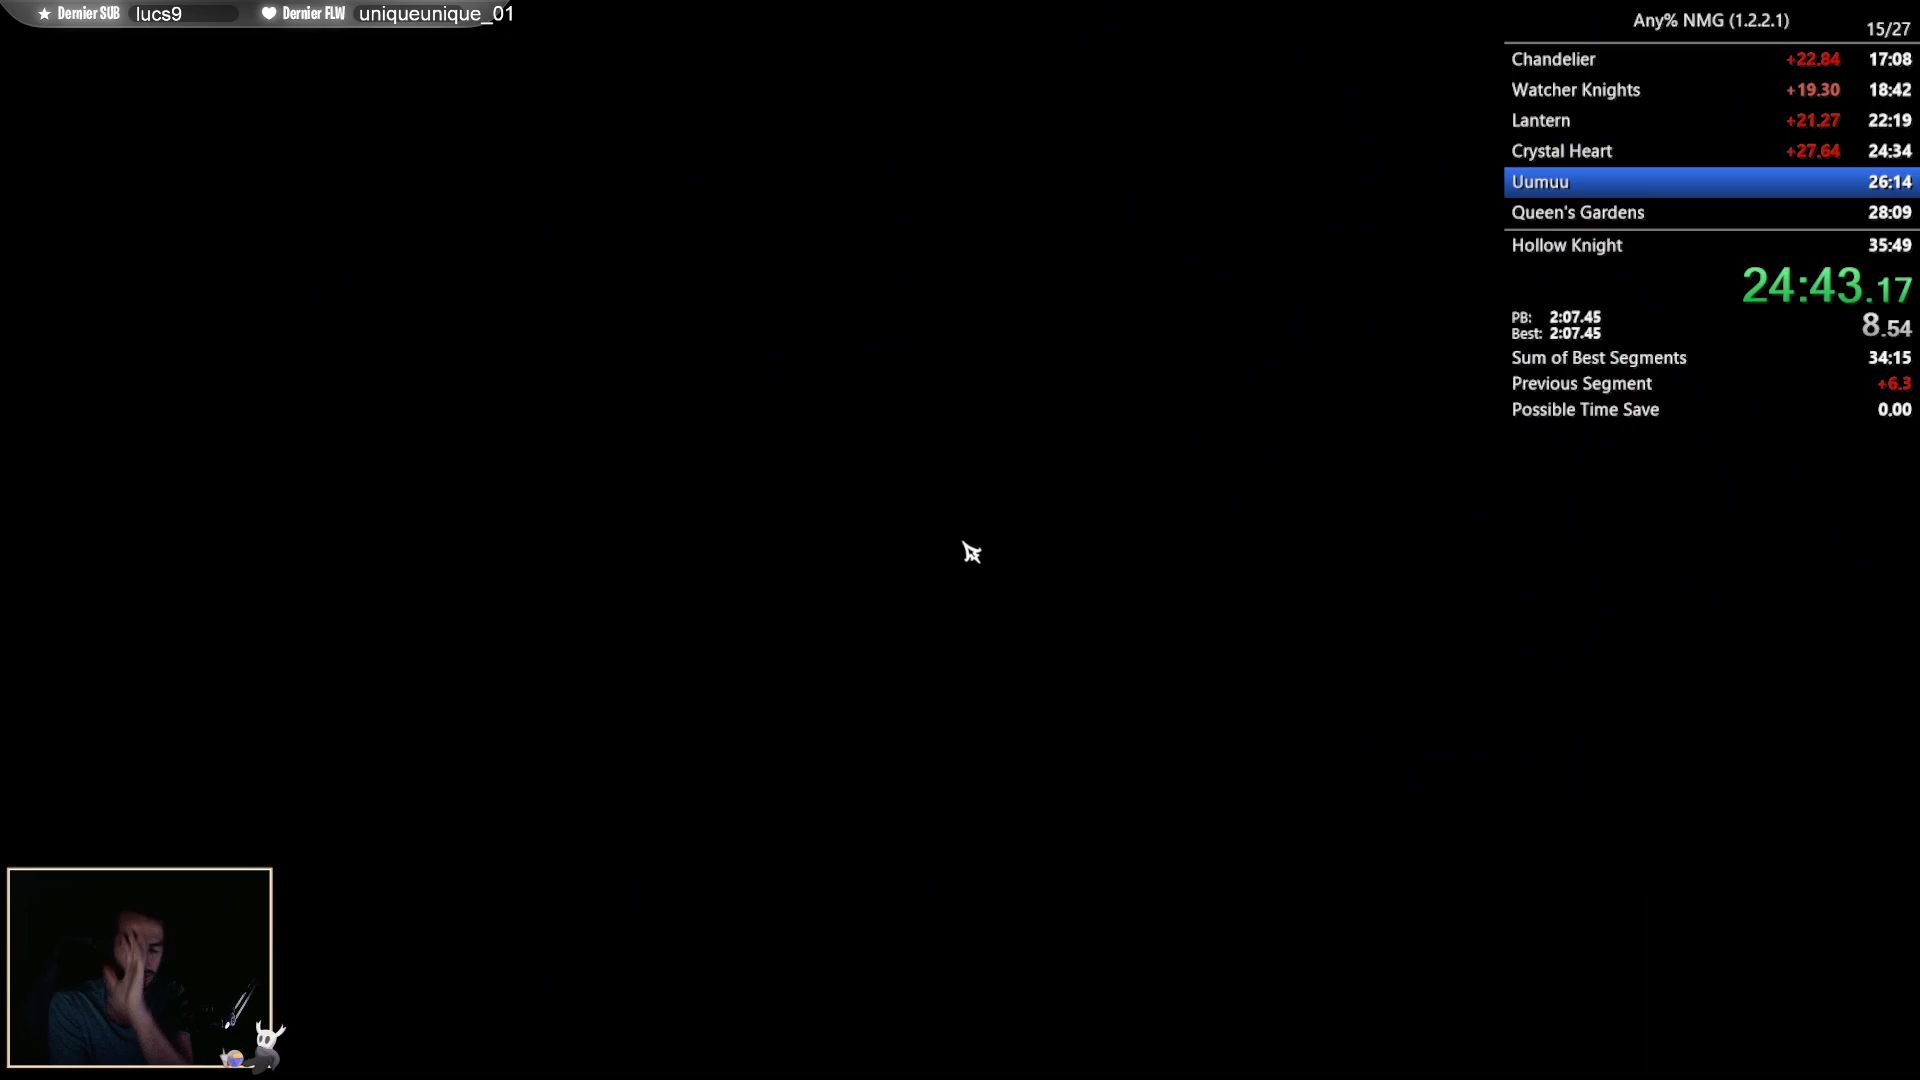 Dernier SUB lucs9 Dernier FLW uniqueunique_01
Any% NMG (1.2.2.1)
15/27
Chandelier +22.84 17:08
Watcher Knights +19.30 18:42
Lantern +21.27 22:19
Crystal Heart +27.64 24:34
Uumuu 26:14
Queen's Gardens 28:09
Hollow Knight 35:49
24:43.17
PB: 2:07.45
8.54
Best: 2:07.45
Sum of Best Segments 34:15
Previous Segment +6.3
Possible Time Save 0.00